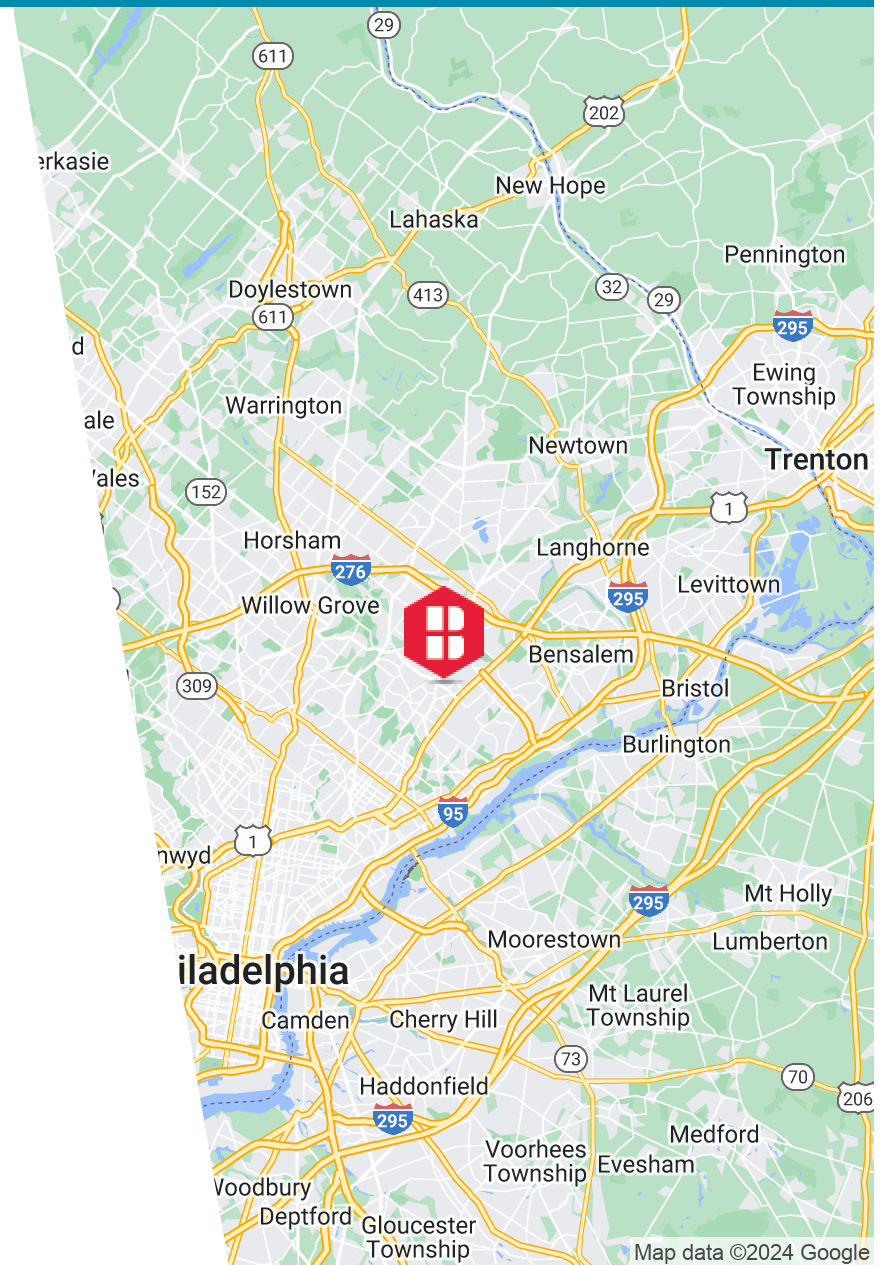 29
611
202
erkasie
New Hope
Lahaska
Pennington
Doylestown
413
32
29
611
295
d
Ewing
Township
Warrington
ale
Newtown
Trenton
Wales
152
1
Horsham
Langhorne
276
Levittown
295
Willow Grove
Bensalem
309
Bristol
Burlington
95
1
nwyd
Mt Holly
295
Moorestown
Lumberton
iladelphia
Mt Laurel
Township
Camden
Cherry Hill
73
70
Haddonfield
206
295
Medford
Voorhees
Township
Evesham
Woodbury
Deptford
Gloucester
Township
Map data ©2024 Google